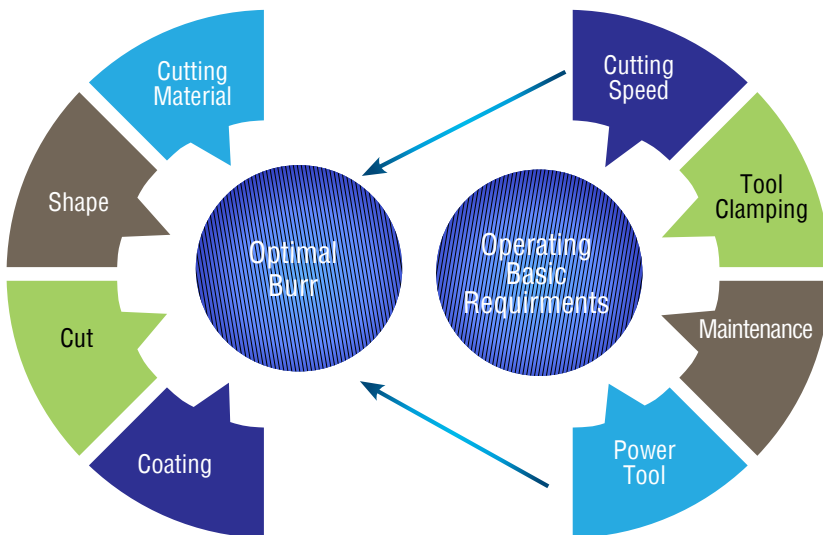 Cutting
Material
Shape
Cut
Coating
Optimal
Burr
Operating
Basic
Requirments
Cutting
Speed
Tool
Clamping
Maintenance
Power
Tool